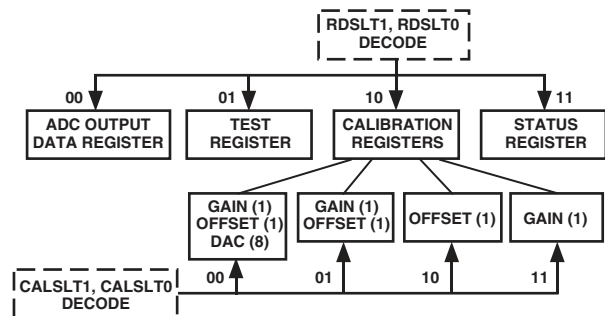 RDSLT1, RDSLT0
DECODE
00
01
10
11
ADC OUTPUT
DATA REGISTER
TEST
REGISTER
CALIBRATION
REGISTERS
STATUS
REGISTER
GAIN (1)
OFFSET (1)
DAC (8)
GAIN (1)
OFFSET (1)
OFFSET (1)
GAIN (1)
00
01
10
11
CALSLT1, CALSLT0
DECODE